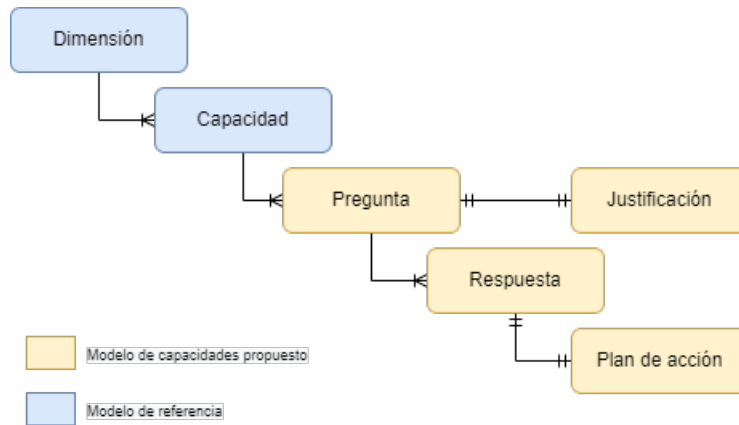 Dimensión
Capacidad
Pregunta
Justificación
Respuesta
Plan de acción
Modelo de capacidades propuesto
Modelo de referencia